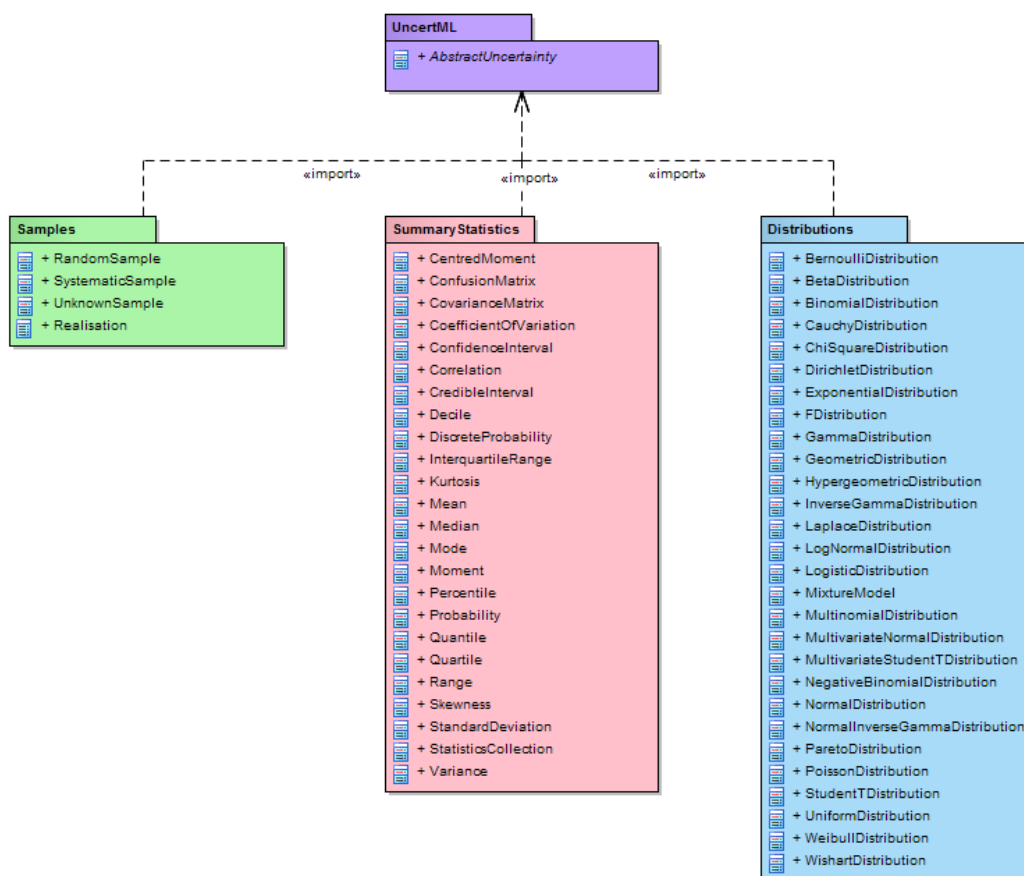 UncertML
+ AbstractUncertainty
«import»
«import»
«import»
Samples
+ RandomSample
+ SystematicSample
+ UnknownSample
+ Realisation
SummaryStatistics
+ CentredMoment
+ ConfusionMatrix
+ CovarianceMatrix
+ CoefficientOfVariation
+ ConfidenceInterval
+ Correlation
+ CredibleInterval
+ Decile
+ DiscreteProbability
+ InterquartileRange
+ Kurtosis
+ Mean
+ Median
+ Mode
+ Moment
+ Percentile
+ Probability
+ Quantile
+ Quartile
+ Range
+ Skewness
+ StandardDeviation
+ StatisticsCollection
+ Variance
Distributions
+ BernoulliDistribution
+ BetaDistribution
+ BinomialDistribution
+ CauchyDistribution
+ ChiSquareDistribution
+ DirichletDistribution
+ ExponentialDistribution
+ FDistribution
+ GammaDistribution
+ GeometricDistribution
+ HypergeometricDistribution
+ InverseGammaDistribution
+ LaplaceDistribution
+ LogNormalDistribution
+ LogisticDistribution
+ MixtureModel
+ MultinomialDistribution
+ MultivariateNormalDistribution
+ MultivariateStudentTDistribution
+ NegativeBinomialDistribution
+ NormalDistribution
+ NormalInverseGammaDistribution
+ ParetoDistribution
+ PoissonDistribution
+ StudentTDistribution
+ UniformDistribution
+ WeibullDistribution
+ WishartDistribution